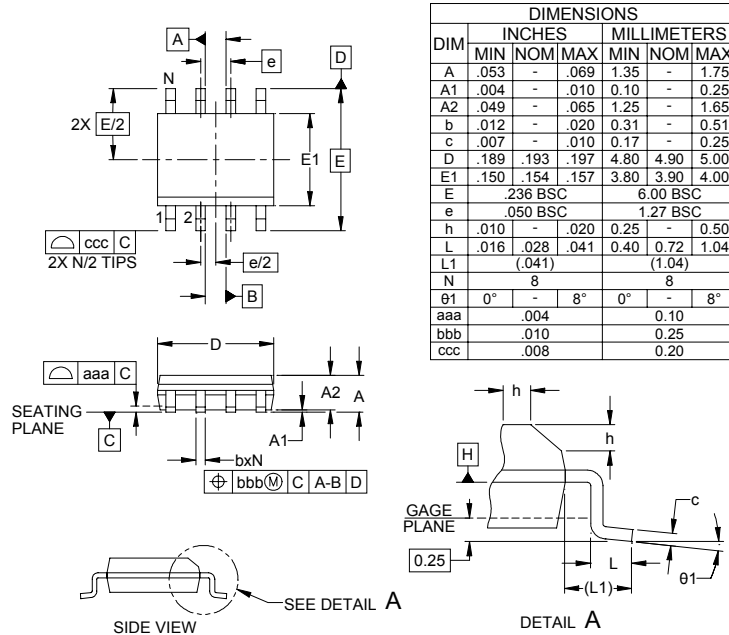 A
e
D
N
2X E/2
E1
E
1 2
ccc C
2X N/2 TIPS
e/2
B
D
aaa C
A2
A
SEATING
PLANE
C
A1
bxN
⌖ bbbⓂ C A-B D
SIDE VIEW
SEE DETAIL A
DIMENSIONS
DIM INCHES MILLIMETERS
MIN NOM MAX MIN NOM MAX
A .053 - .069 1.35 - 1.75
A1 .004 - .010 0.10 - 0.25
A2 .049 - .065 1.25 - 1.65
b .012 - .020 0.31 - 0.51
c .007 - .010 0.17 - 0.25
D .189 .193 .197 4.80 4.90 5.00
E1 .150 .154 .157 3.80 3.90 4.00
E .236 BSC 6.00 BSC
e .050 BSC 1.27 BSC
h .010 - .020 0.25 - 0.50
L .016 .028 .041 0.40 0.72 1.04
L1 (.041) (1.04)
N 8 8
θ1 0° - 8° 0° - 8°
aaa .004 0.10
bbb .010 0.25
ccc .008 0.20
h
h
H
c
GAGE
PLANE
0.25
L
(L1)
θ1
DETAIL A